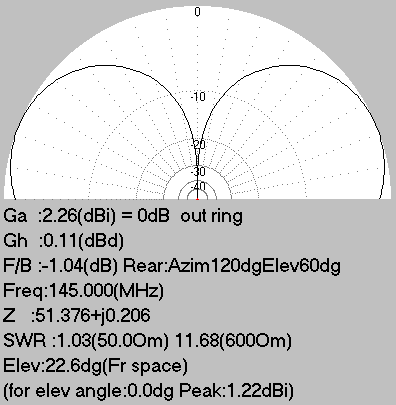 0
-10
-20
-30
-40
Ga :2.26(dBi) = 0dB out ring
Gh :0.11(dBd)
F/B :-1.04(dB) Rear:Azim120dgElev60dg
Freq:145.000(MHz)
Z :51.376+j0.206
SWR :1.03(50.0Om) 11.68(600Om)
Elev:22.6dg(Fr space)
(for elev angle:0.0dg Peak:1.22dBi)